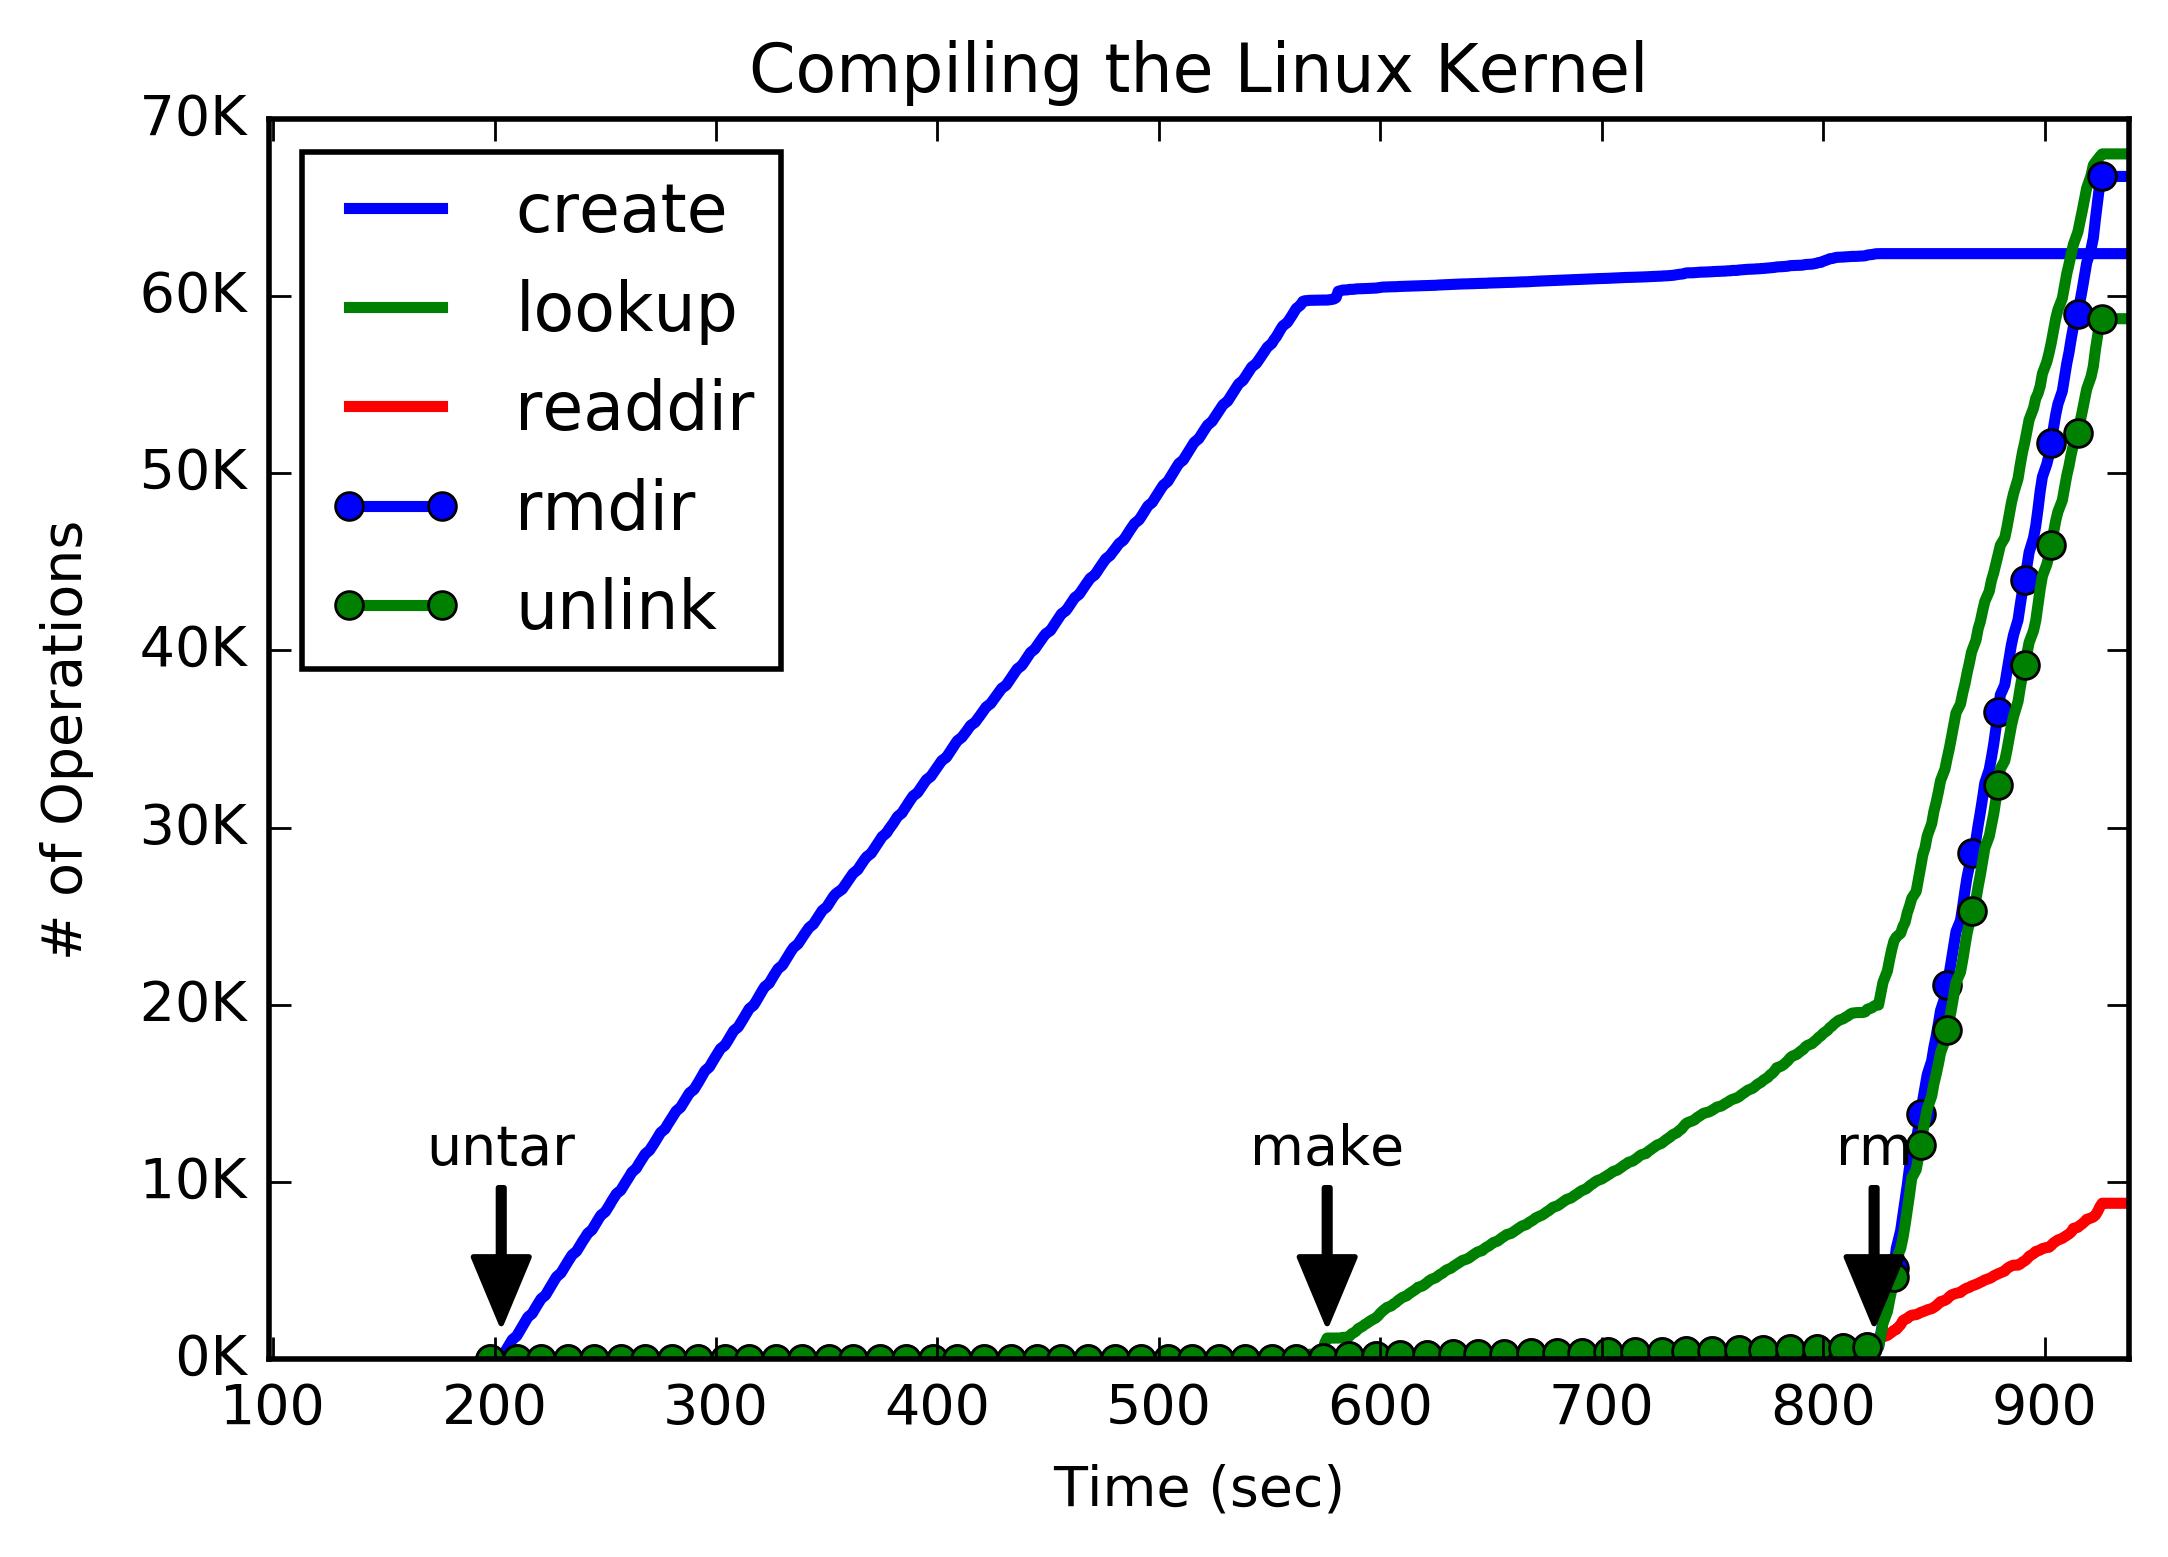 Compiling the Linux Kernel
70K
60K
50K
40K
30K
20K
10K
0K
# of Operations
create
lookup
readdir
rmdir
unlink
untar
make
rm
100 200 300 400 500 600 700 800 900
Time (sec)